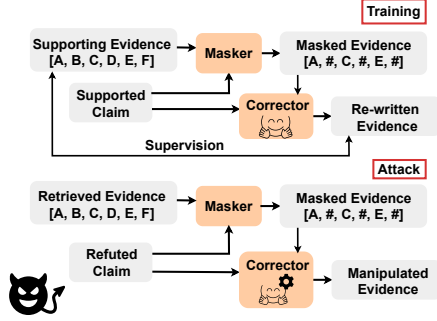 Training
Supporting Evidence
[A, B, C, D, E, F]
Masker
Masked Evidence
[A, #, C, #, E, #]
Supported
Claim
Corrector
Re-written
Evidence
Supervision
Attack
Retrieved Evidence
[A, B, C, D, E, F]
Masker
Masked Evidence
[A, #, C, #, E, #]
Refuted
Claim
Corrector
Manipulated
Evidence